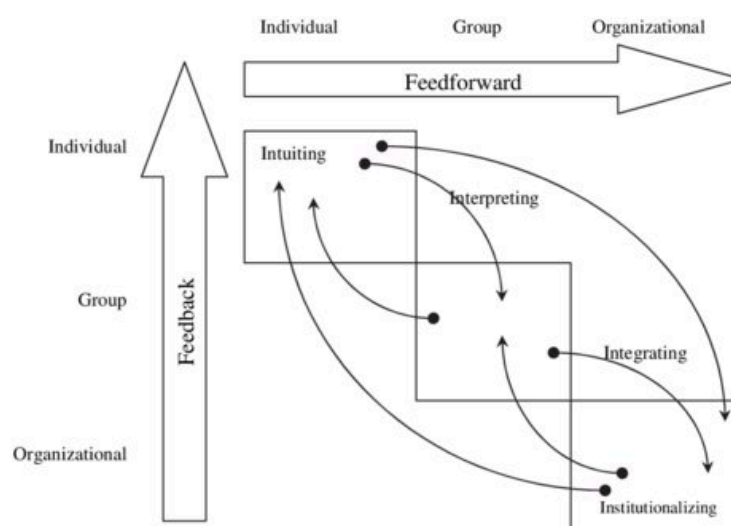 Individual
Group
Organizational
Feedforward
Individual
Intuiting
Interpreting
Group
Feedback
Integrating
Organizational
Institutionalizing